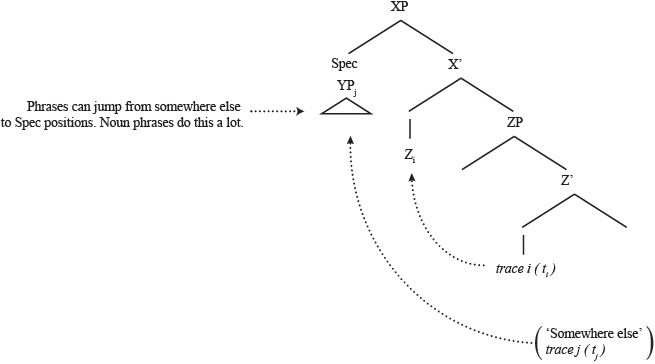 XP
Spec
X'
YPj
Phrases can jump from somewhere else
to Spec positions. Noun phrases do this a lot.
ZP
Zi
Z'
trace i ( ti )
'Somewhere else'
trace j ( tj )